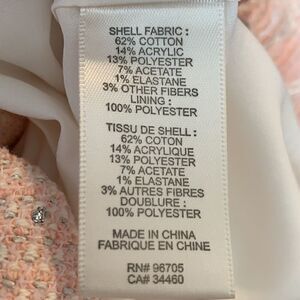 SHELL FABRIC :
62% COTTON
14% ACRYLIC
13% POLYESTER
7% ACETATE
1% ELASTANE
3% OTHER FIBERS
LINING :
100% POLYESTER
TISSU DE SHELL :
62% COTTON
14% ACRYLIQUE
13% POLYESTER
7% ACETATE
1% ELASTANE
3% AUTRES FIBRES
DOUBLURE :
100% POLYESTER
MADE IN CHINA
FABRIQUE EN CHINE
RN# 96705
CA# 34460